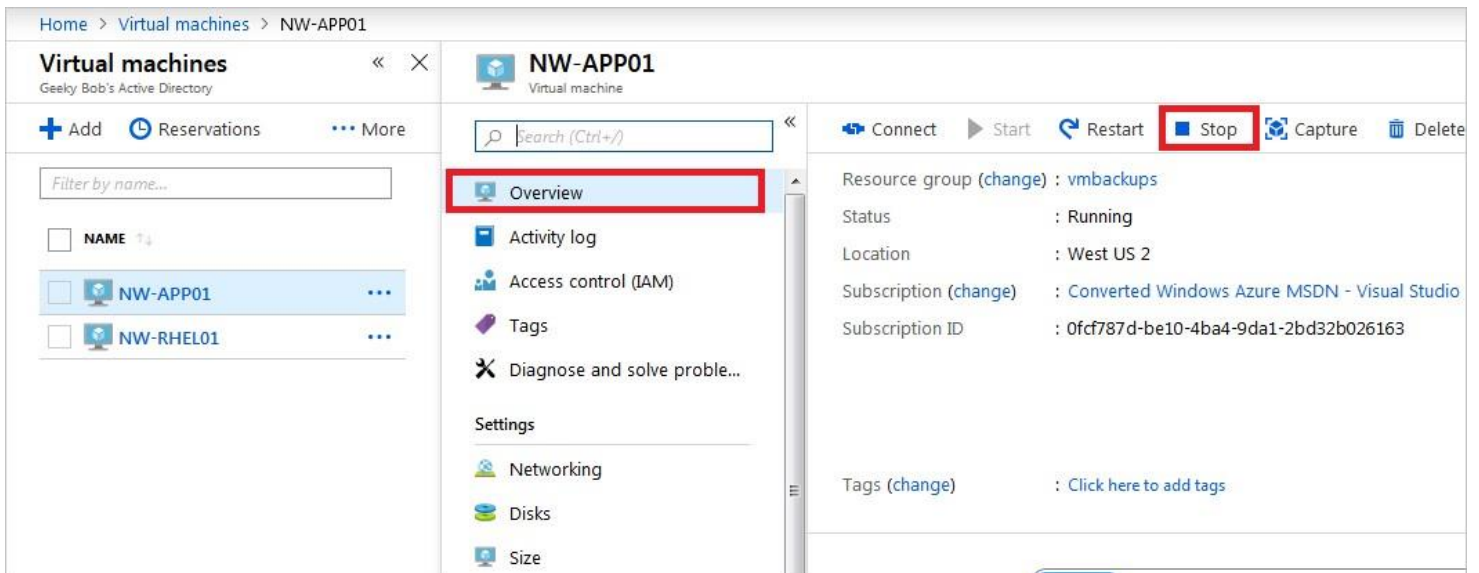 Home > Virtual machines > NW-APP01
Virtual machines
Geeky Bob's Active Directory
Add Reservations ••• More
Filter by name...
NAME
NW-APP01 •••
NW-RHEL01 •••
NW-APP01
Virtual machine
Search (Ctrl+/)
Overview
Activity log
Access control (IAM)
Tags
Diagnose and solve proble...
Settings
Networking
Disks
Size
Connect Start Restart Stop Capture Delete
Resource group (change) : vmbackups
Status : Running
Location : West US 2
Subscription (change) : Converted Windows Azure MSDN - Visual Studio
Subscription ID : 0fcf787d-be10-4ba4-9da1-2bd32b026163
Tags (change) : Click here to add tags